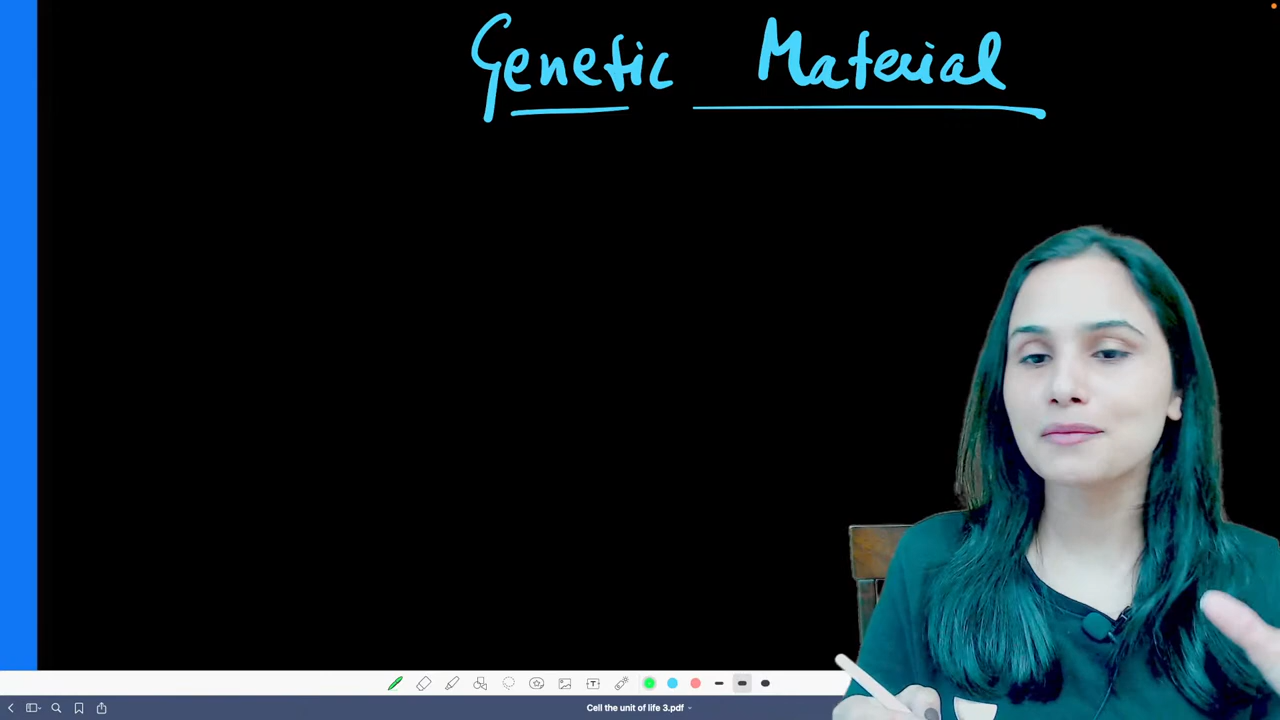 Genetic Material
Cell the unit of life 3.pdf